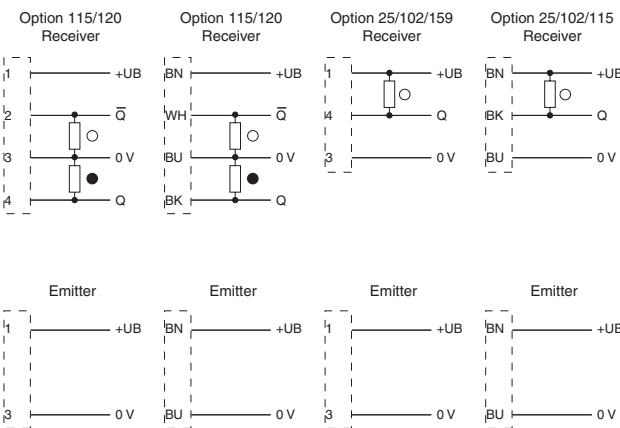 Option 115/120
Receiver
1 +UB
2 Q̅
3 0 V
4 Q
Option 115/120
Receiver
BN +UB
WH Q̅
BU 0 V
BK Q
Option 25/102/159
Receiver
1 +UB
4 Q
3 0 V
Option 25/102/115
Receiver
BN +UB
BK Q
BU 0 V
Emitter
1 +UB
3 0 V
Emitter
BN +UB
BU 0 V
Emitter
1 +UB
3 0 V
Emitter
BN +UB
BU 0 V